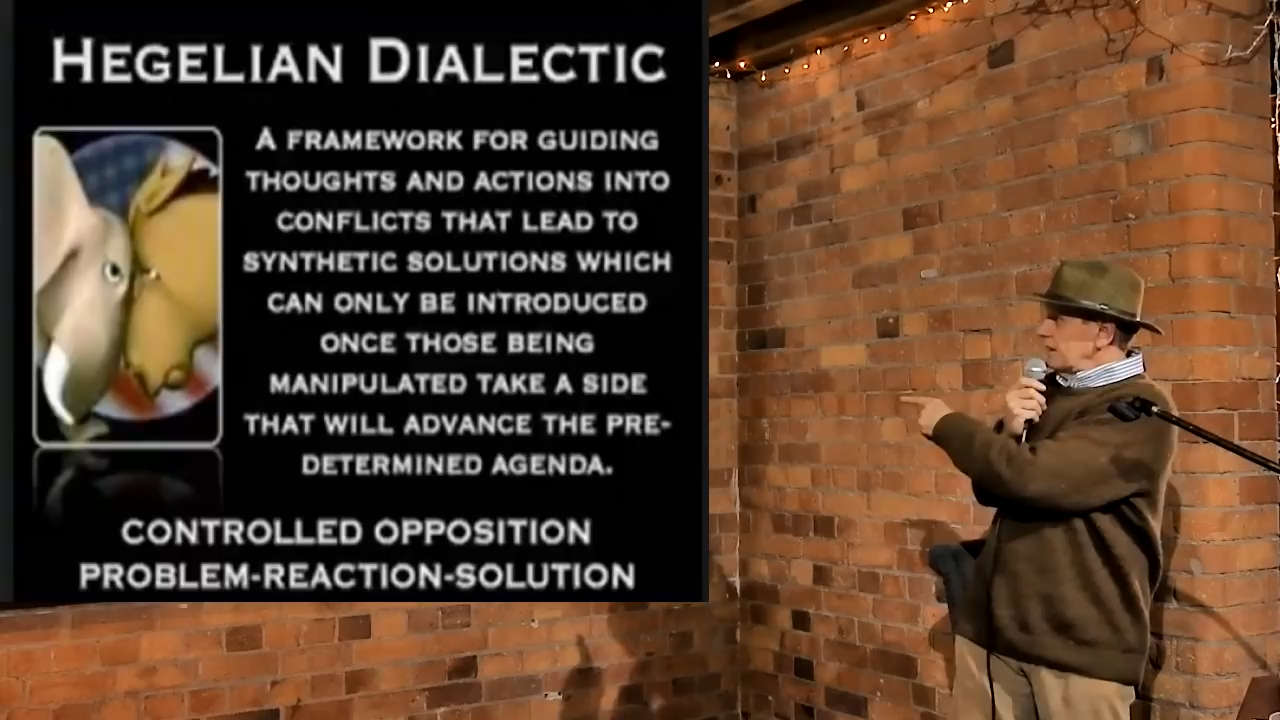 HEGELIAN DIALECTIC
A FRAMEWORK FOR GUIDING
THOUGHTS AND ACTIONS INTO
CONFLICTS THAT LEAD TO
SYNTHETIC SOLUTIONS WHICH
CAN ONLY BE INTRODUCED
ONCE THOSE BEING
MANIPULATED TAKE A SIDE
THAT WILL ADVANCE THE PRE-
DETERMINED AGENDA.
CONTROLLED OPPOSITION
PROBLEM-REACTION-SOLUTION